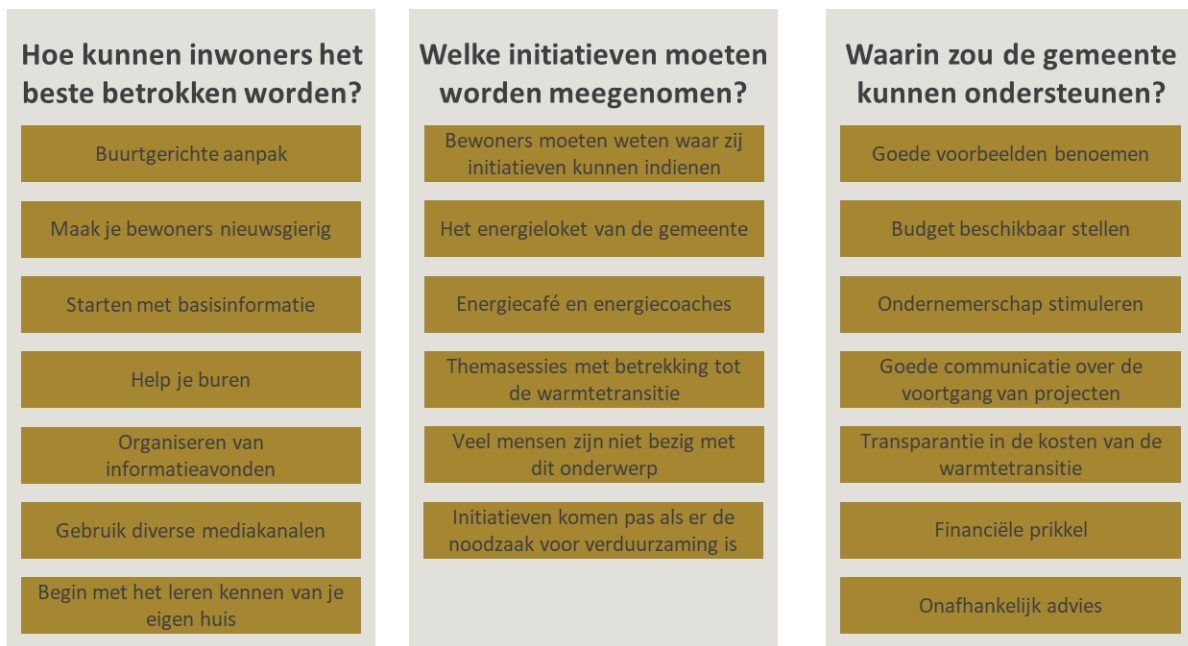 Hoe kunnen inwoners het
beste betrokken worden?
Buurtgerichte aanpak
Maak je bewoners nieuwsgierig
Starten met basisinformatie
Help je buren
Organiseren van
informatieavonden
Gebruik diverse mediakanalen
Begin met het leren kennen van je
eigen huis
Welke initiatieven moeten
worden meegenomen?
Bewoners moeten weten waar zij
initiatieven kunnen indienen
Het energieloket van de gemeente
Energiecafé en energiecoaches
Themasessies met betrekking tot
de warmtetransitie
Veel mensen zijn niet bezig met
dit onderwerp
Initiatieven komen pas als er de
noodzaak voor verduurzaming is
Waarin zou de gemeente
kunnen ondersteunen?
Goede voorbeelden benoemen
Budget beschikbaar stellen
Ondernemerschap stimuleren
Goede communicatie over de
voortgang van projecten
Transparantie in de kosten van de
warmtetransitie
Financiële prikkel
Onafhankelijk advies